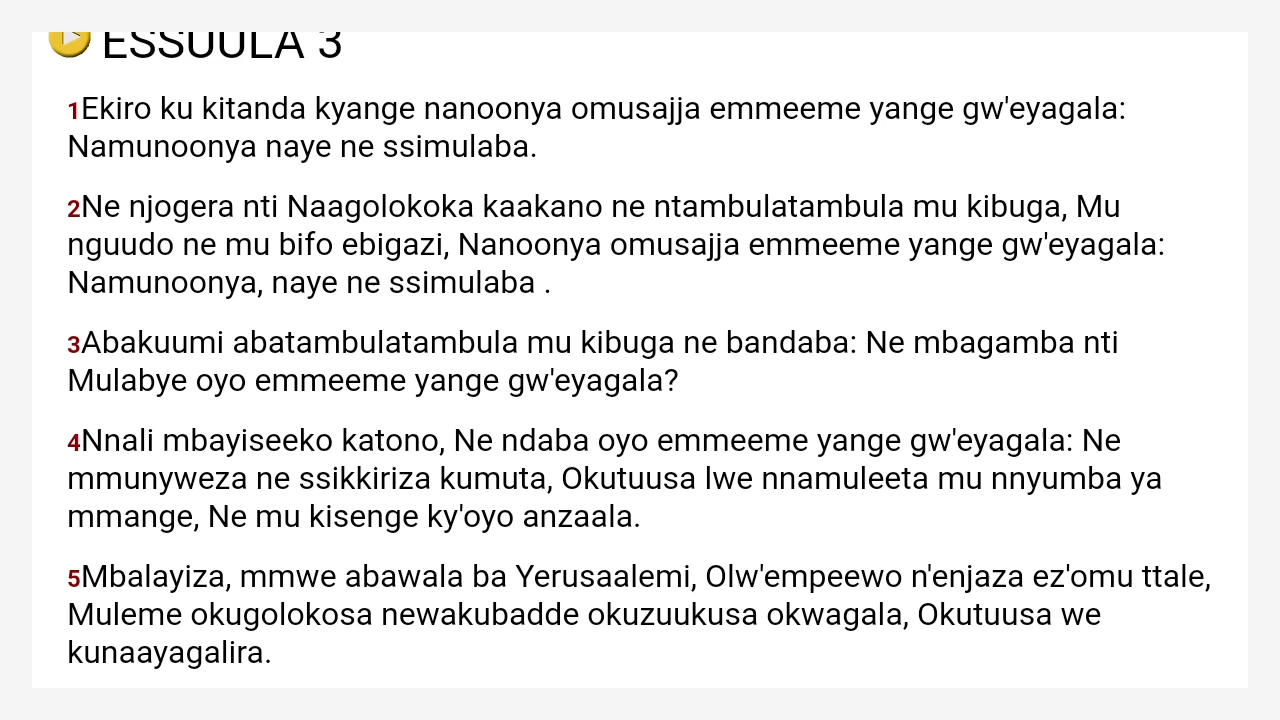 ESSUULA 3
1Ekiro ku kitanda kyange nanoonya omusajja emmeeme yange gw'eyagala:
Namunoonya naye ne ssimulaba.
2Ne njogera nti Naagolokoka kaakano ne ntambulatambula mu kibuga, Mu
nguudo ne mu bifo ebigazi, Nanoonya omusajja emmeeme yange gw'eyagala:
Namunoonya, naye ne ssimulaba .
3Abakuumi abatambulatambula mu kibuga ne bandaba: Ne mbagamba nti
Mulabye oyo emmeeme yange gw'eyagala?
4Nnali mbayiseeko katono, Ne ndaba oyo emmeeme yange gw'eyagala: Ne
mmunyweza ne ssikkiriza kumuta, Okutuusa lwe nnamuleeta mu nnyumba ya
mmange, Ne mu kisenge ky'oyo anzaala.
5Mbalayiza, mmwe abawala ba Yerusaalemi, Olw'empeewo n'enjaza ez'omu ttale,
Muleme okugolokosa newakubadde okuzuukusa okwagala, Okutuusa we
kunaayagalira.